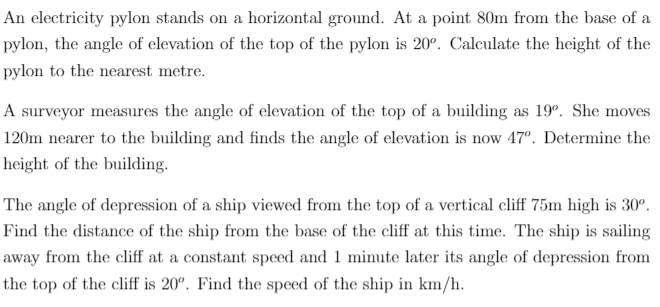 An electricity pylon stands on a horizontal ground. At a point 80m from the base of a
pylon, the angle of elevation of the top of the pylon is 20º. Calculate the height of the
pylon to the nearest metre.
A surveyor measures the angle of elevation of the top of a building as 19º. She moves
120m nearer to the building and finds the angle of elevation is now 47º. Determine the
height of the building.
The angle of depression of a ship viewed from the top of a vertical cliff 75m high is 30º.
Find the distance of the ship from the base of the cliff at this time. The ship is sailing
away from the cliff at a constant speed and 1 minute later its angle of depression from
the top of the cliff is 20º. Find the speed of the ship in km/h.